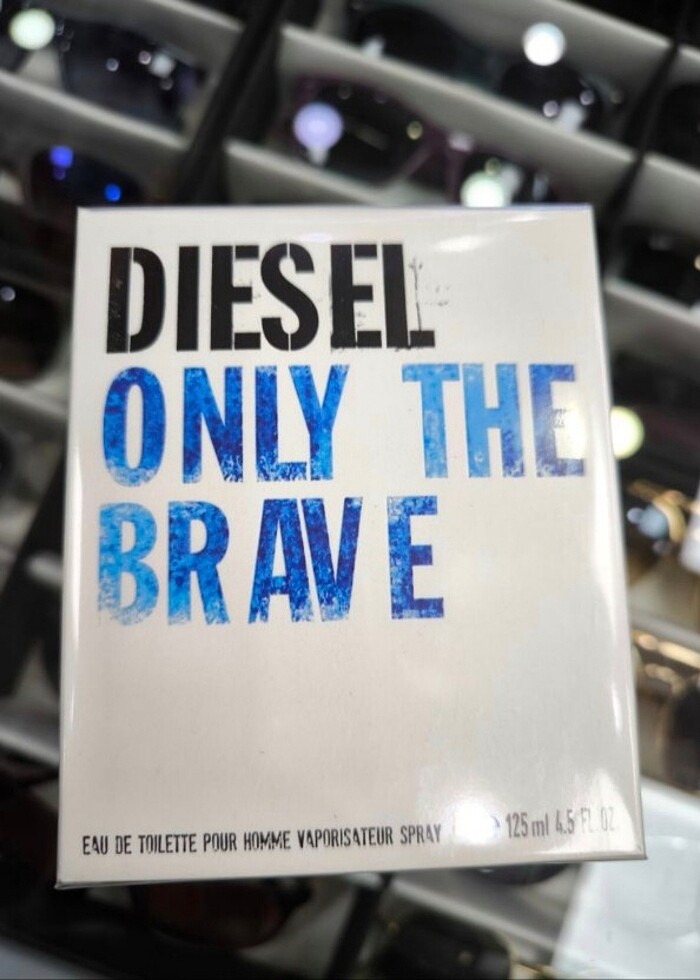 DIESEL
ONLY THE
BRAVE
EAU DE TOILETTE POUR HOMME VAPORISATEUR SPRAY e 125 ml 4.5 FL. OZ.